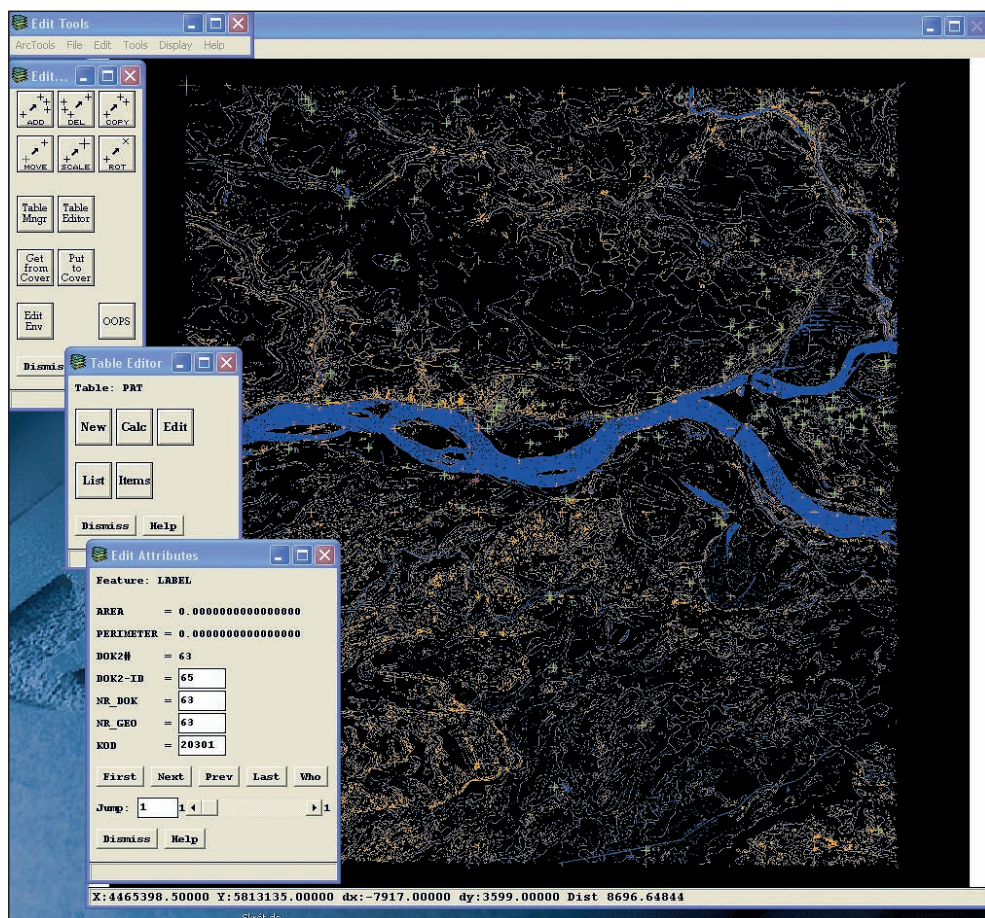 Edit Tools
ArcTools File Edit Tools Display Help
Edit...
ADD DEL COPY
MOVE SCALE ROT
Table Mngr
Table Editor
Get from Cover
Put to Cover
Edit Env
OOPS
Table Editor
Table: PAT
New Calc Edit
List Items
Dismiss Help
Edit Attributes
Feature: LABEL
AREA = 0.0000000000000000
PERIMETER = 0.0000000000000000
DOK2# = 63
DOK2-ID = 65
NR_DOK = 63
NR_GEO = 63
KOD = 20301
First Next Prev Last Who
Jump: 1 1 1
Dismiss Help
X:4465398.50000 Y:5813135.00000 dx:-7917.00000 dy:3599.00000 Dist 8696.64844